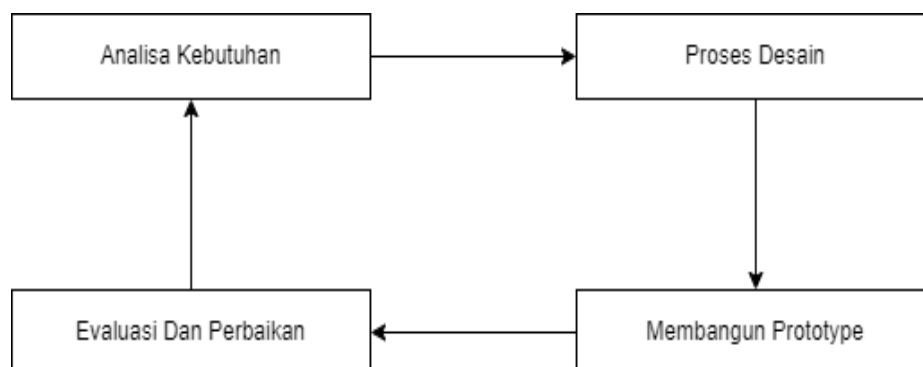 Analisa Kebutuhan
Proses Desain
Evaluasi Dan Perbaikan
Membangun Prototype